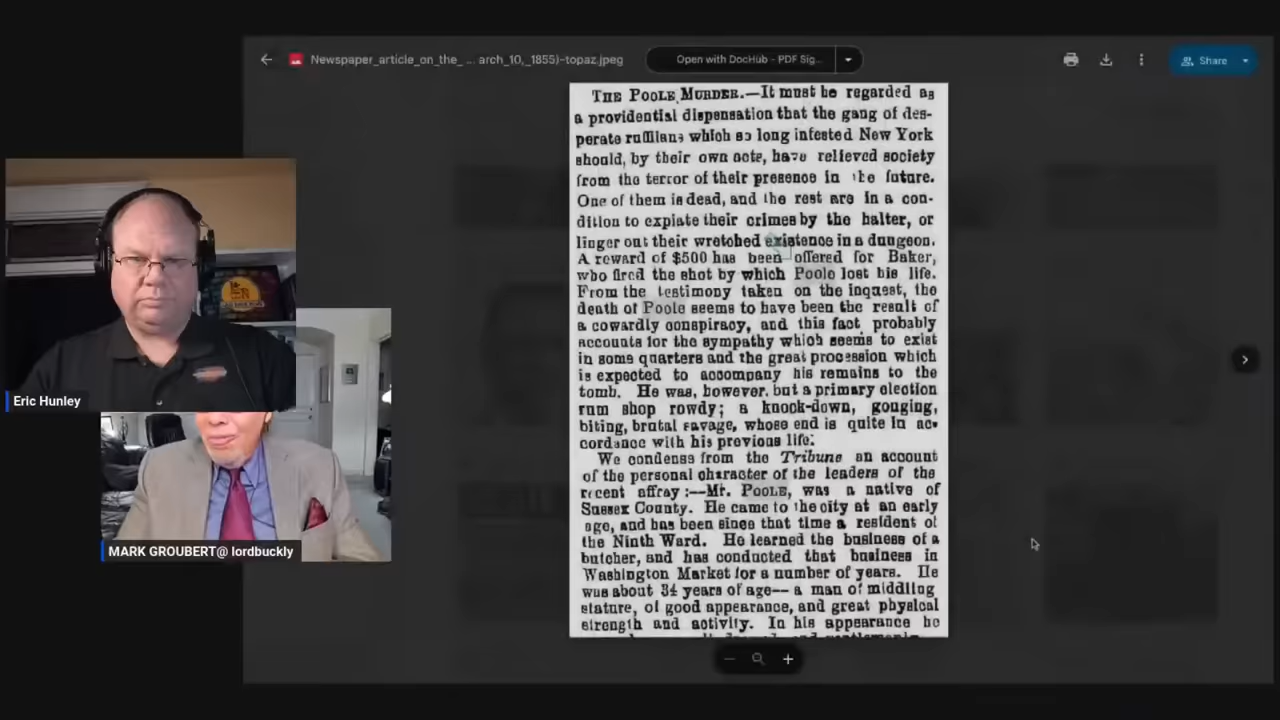 Newspaper_article_on_the_ ... arch_10,_1855)-topaz.jpeg
Open with DocHub - PDF Sig...
Share
THE POOLE MURDER.—It must be regarded as
a providential dispensation that the gang of des-
perate ruffians which so long infested New York
should, by their own acts, have relieved society
from the terror of their presence in the future.
One of them is dead, and the rest are in a con-
dition to expiate their crimes by the halter, or
linger out their wretched existence in a dungeon.
A reward of $500 has been offered for Baker,
who fired the shot by which Poole lost his life.
From the testimony taken on the inquest, the
death of Poole seems to have been the result of
a cowardly conspiracy, and this fact probably
accounts for the sympathy which seems to exist
in some quarters and the great procession which
is expected to accompany his remains to the
tomb. He was, however, but a primary election
rum shop rowdy; a knock-down, gouging,
biting, brutal savage, whose end is quite in ac-
cordance with his previous life.
We condense from the Tribune an account
of the personal character of the leaders of the
recent affray:—Mr. POOLE, was a native of
Sussex County. He came to the city at an early
age, and has been since that time a resident of
the Ninth Ward. He learned the business of a
butcher, and has conducted that business in
Washington Market for a number of years. He
was about 34 years of age—a man of middling
stature, of good appearance, and great physical
strength and activity. In his appearance he
Eric Hunley
MARK GROUBERT@ lordbuckly